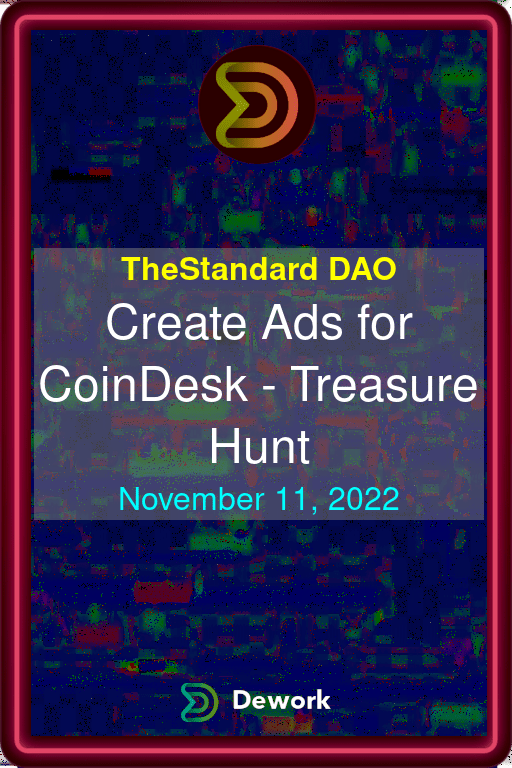 TheStandard DAO
Create Ads for
CoinDesk - Treasure
Hunt
November 11, 2022
Dework